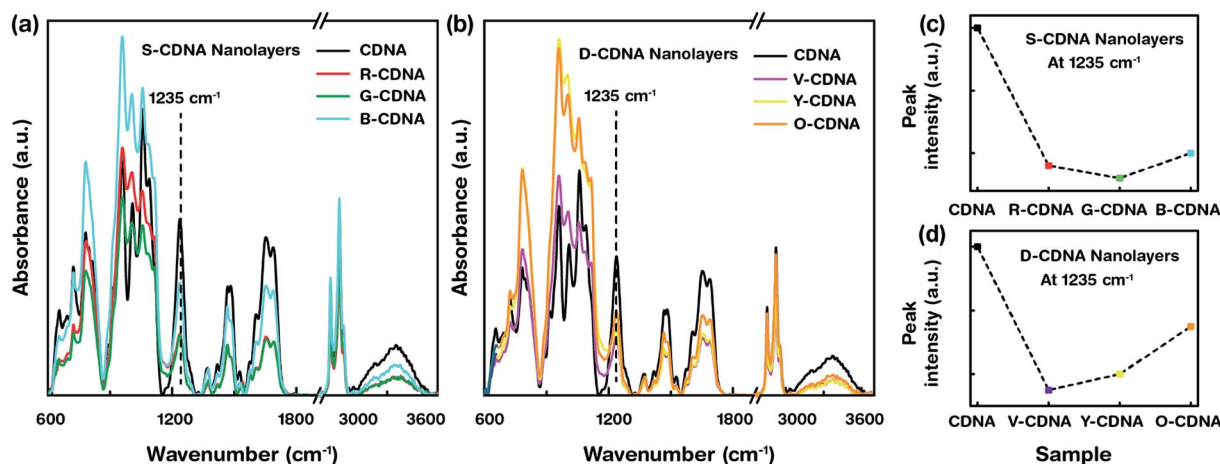 (a)
S-CDNA Nanolayers
1235 cm⁻¹
CDNA
R-CDNA
G-CDNA
B-CDNA
Absorbance (a.u.)
600 1200 1800 3000 3600
Wavenumber (cm⁻¹)
(b)
D-CDNA Nanolayers
1235 cm⁻¹
CDNA
V-CDNA
Y-CDNA
O-CDNA
Absorbance (a.u.)
600 1200 1800 3000 3600
Wavenumber (cm⁻¹)
(c)
S-CDNA Nanolayers
At 1235 cm⁻¹
Peak
intensity (a.u.)
CDNA R-CDNA G-CDNA B-CDNA
(d)
D-CDNA Nanolayers
At 1235 cm⁻¹
Peak
intensity (a.u.)
CDNA V-CDNA Y-CDNA O-CDNA
Sample